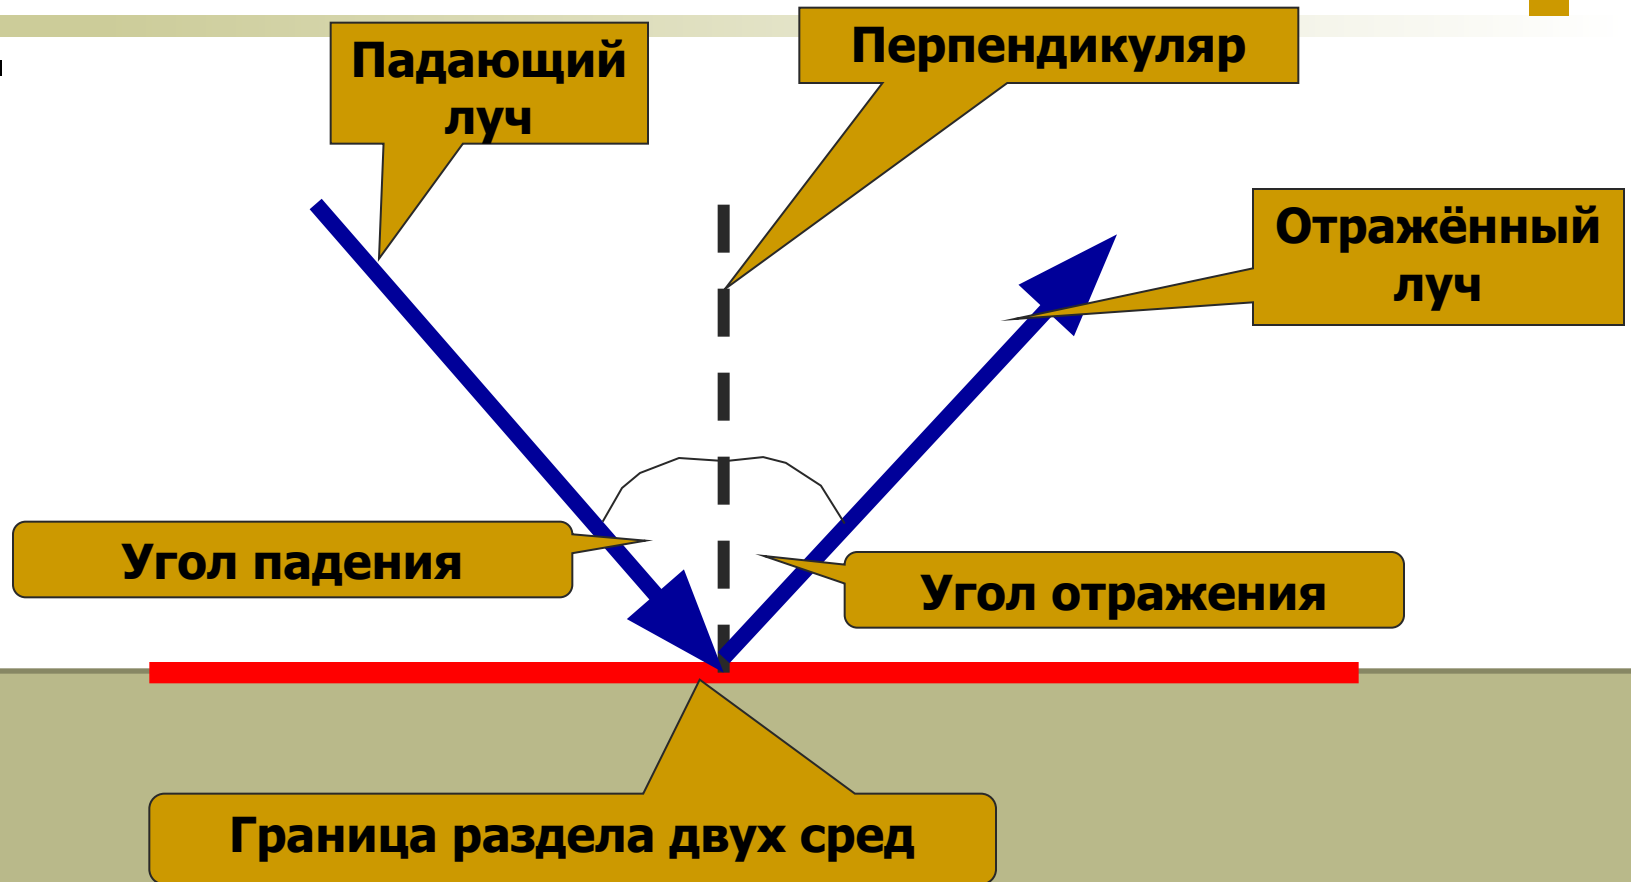 Падающий
луч
Перпендикуляр
Отражённый
луч
Угол падения
Угол отражения
Граница раздела двух сред